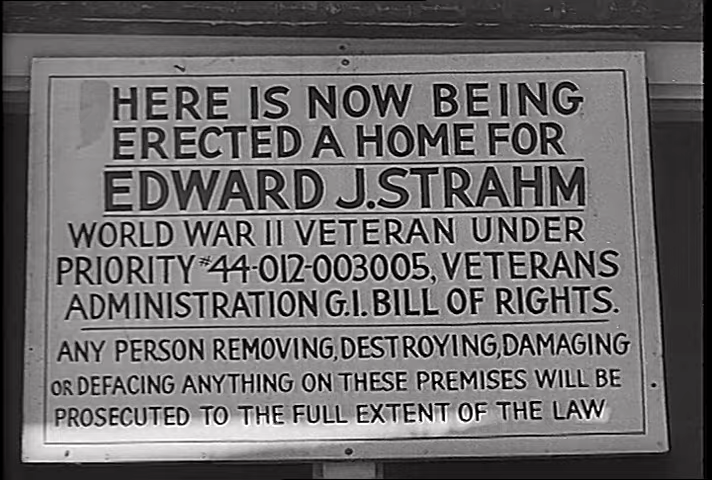 HERE IS NOW BEING
ERECTED A HOME FOR
EDWARD J. STRAHM
WORLD WAR II VETERAN UNDER
PRIORITY #44-012-003005, VETERANS
ADMINISTRATION G.I. BILL OF RIGHTS.
ANY PERSON REMOVING, DESTROYING, DAMAGING
OR DEFACING ANYTHING ON THESE PREMISES WILL BE
PROSECUTED TO THE FULL EXTENT OF THE LAW